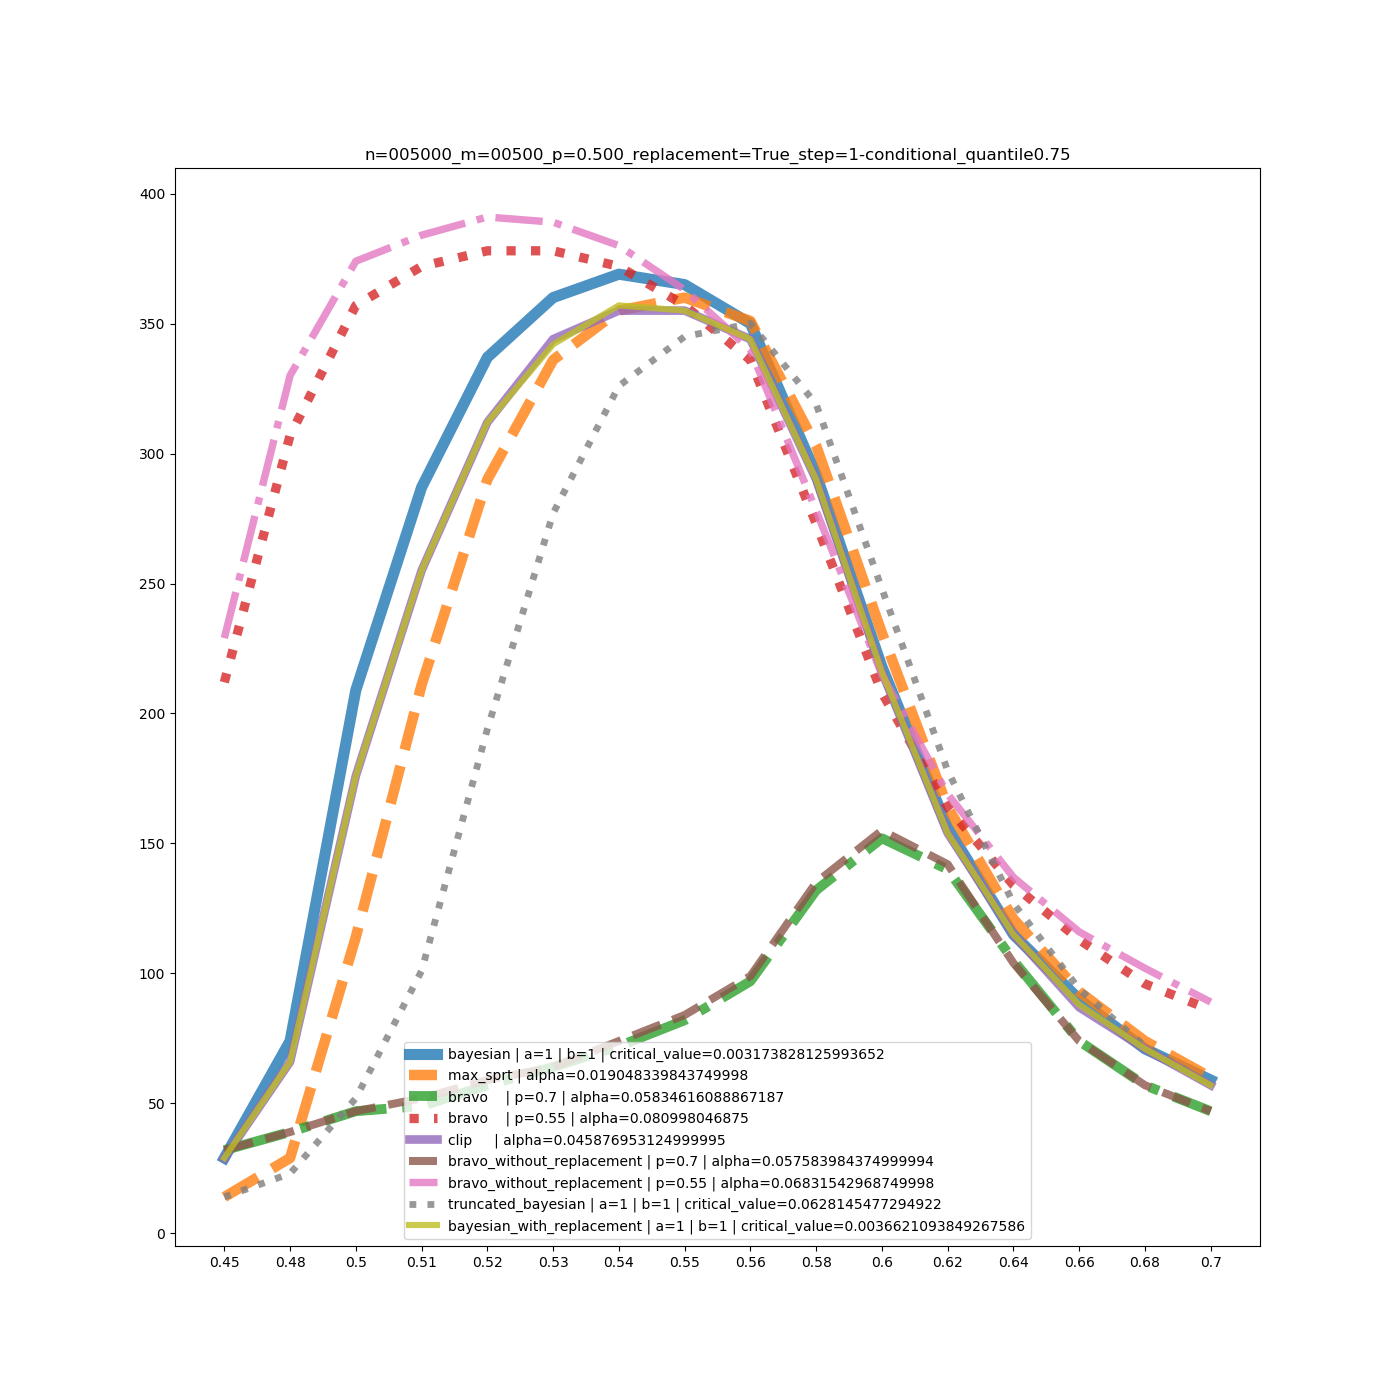 n=005000_m=00500_p=0.500_replacement=True_step=1-conditional_quantile0.75
400
350
300
250
200
150
100
50
0
bayesian | a=1 | b=1 | critical_value=0.003173828125993652
max_sprt | alpha=0.019048339843749998
bravo | p=0.7 | alpha=0.05834616088867187
bravo | p=0.55 | alpha=0.080998046875
clip | alpha=0.045876953124999995
bravo_without_replacement | p=0.7 | alpha=0.057583984374999994
bravo_without_replacement | p=0.55 | alpha=0.06831542968749998
truncated_bayesian | a=1 | b=1 | critical_value=0.0628145477294922
bayesian_with_replacement | a=1 | b=1 | critical_value=0.0036621093849267586
0.45 0.48 0.5 0.51 0.52 0.53 0.54 0.55 0.56 0.58 0.6 0.62 0.64 0.66 0.68 0.7